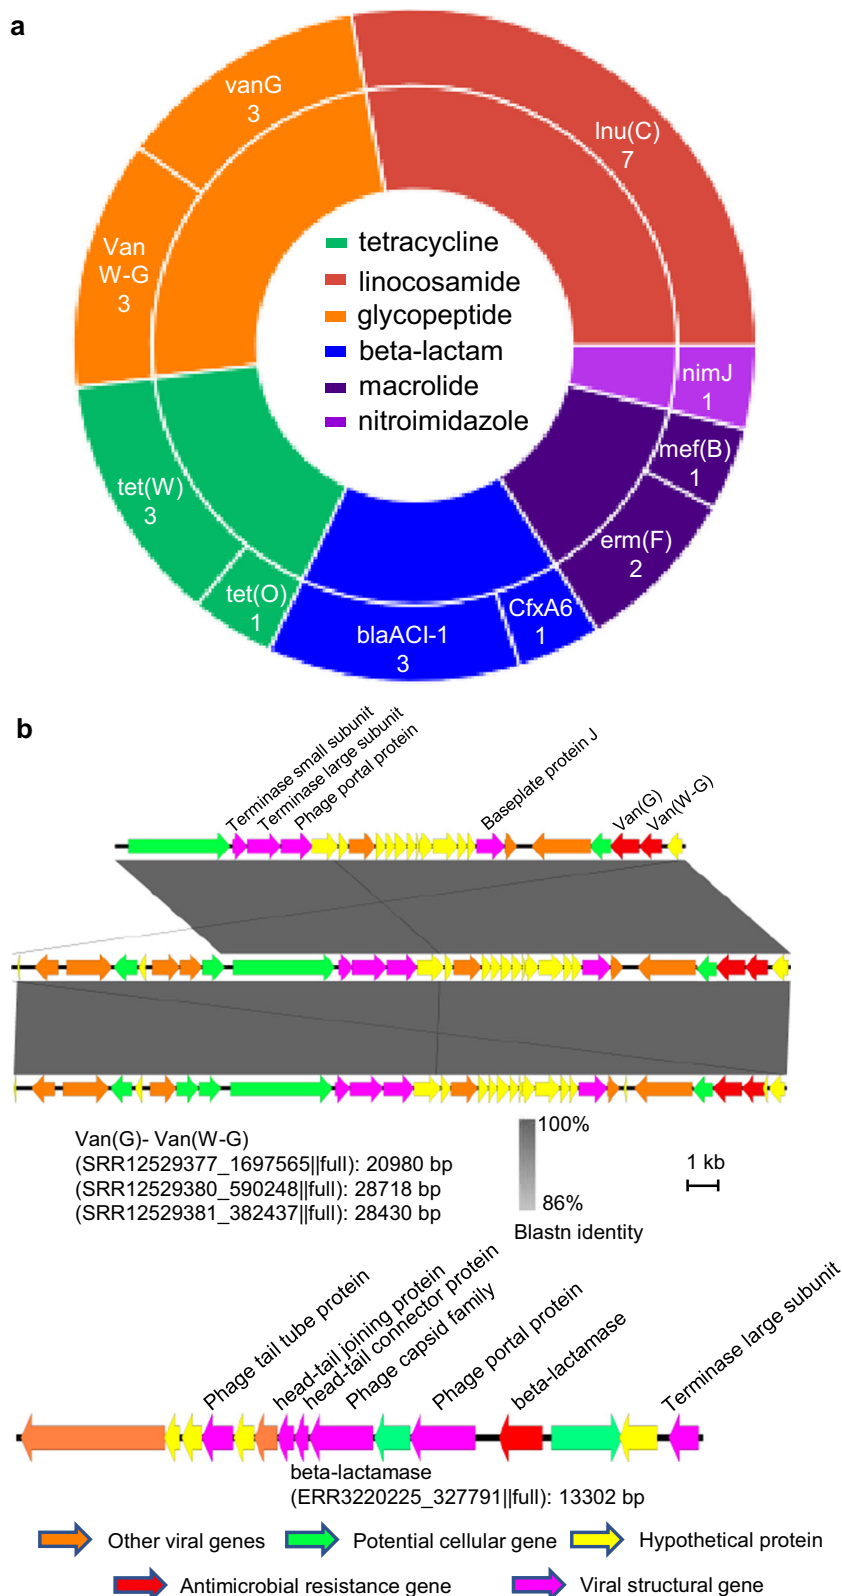 a
vanG
3
lnu(C)
7
Van
W-G
3
tetracycline
linocosamide
glycopeptide
beta-lactam
macrolide
nitroimidazole
nimJ
1
mef(B)
1
erm(F)
2
tet(W)
3
tet(O)
1
blaACI-1
3
CfxA6
1
b
Terminase small subunit
Terminase large subunit
Phage portal protein
Baseplate protein J
Van(G)
Van(W-G)
Van(G)- Van(W-G)
(SRR12529377_1697565||full): 20980 bp
(SRR12529380_590248||full): 28718 bp
(SRR12529381_382437||full): 28430 bp
100%
86%
Blastn identity
1 kb
Phage tail tube protein
head-tail joining protein
head-tail connector protein
Phage capsid family
Phage portal protein
beta-lactamase
Terminase large subunit
beta-lactamase
(ERR3220225_327791||full): 13302 bp
Other viral genes
Potential cellular gene
Hypothetical protein
Antimicrobial resistance gene
Viral structural gene